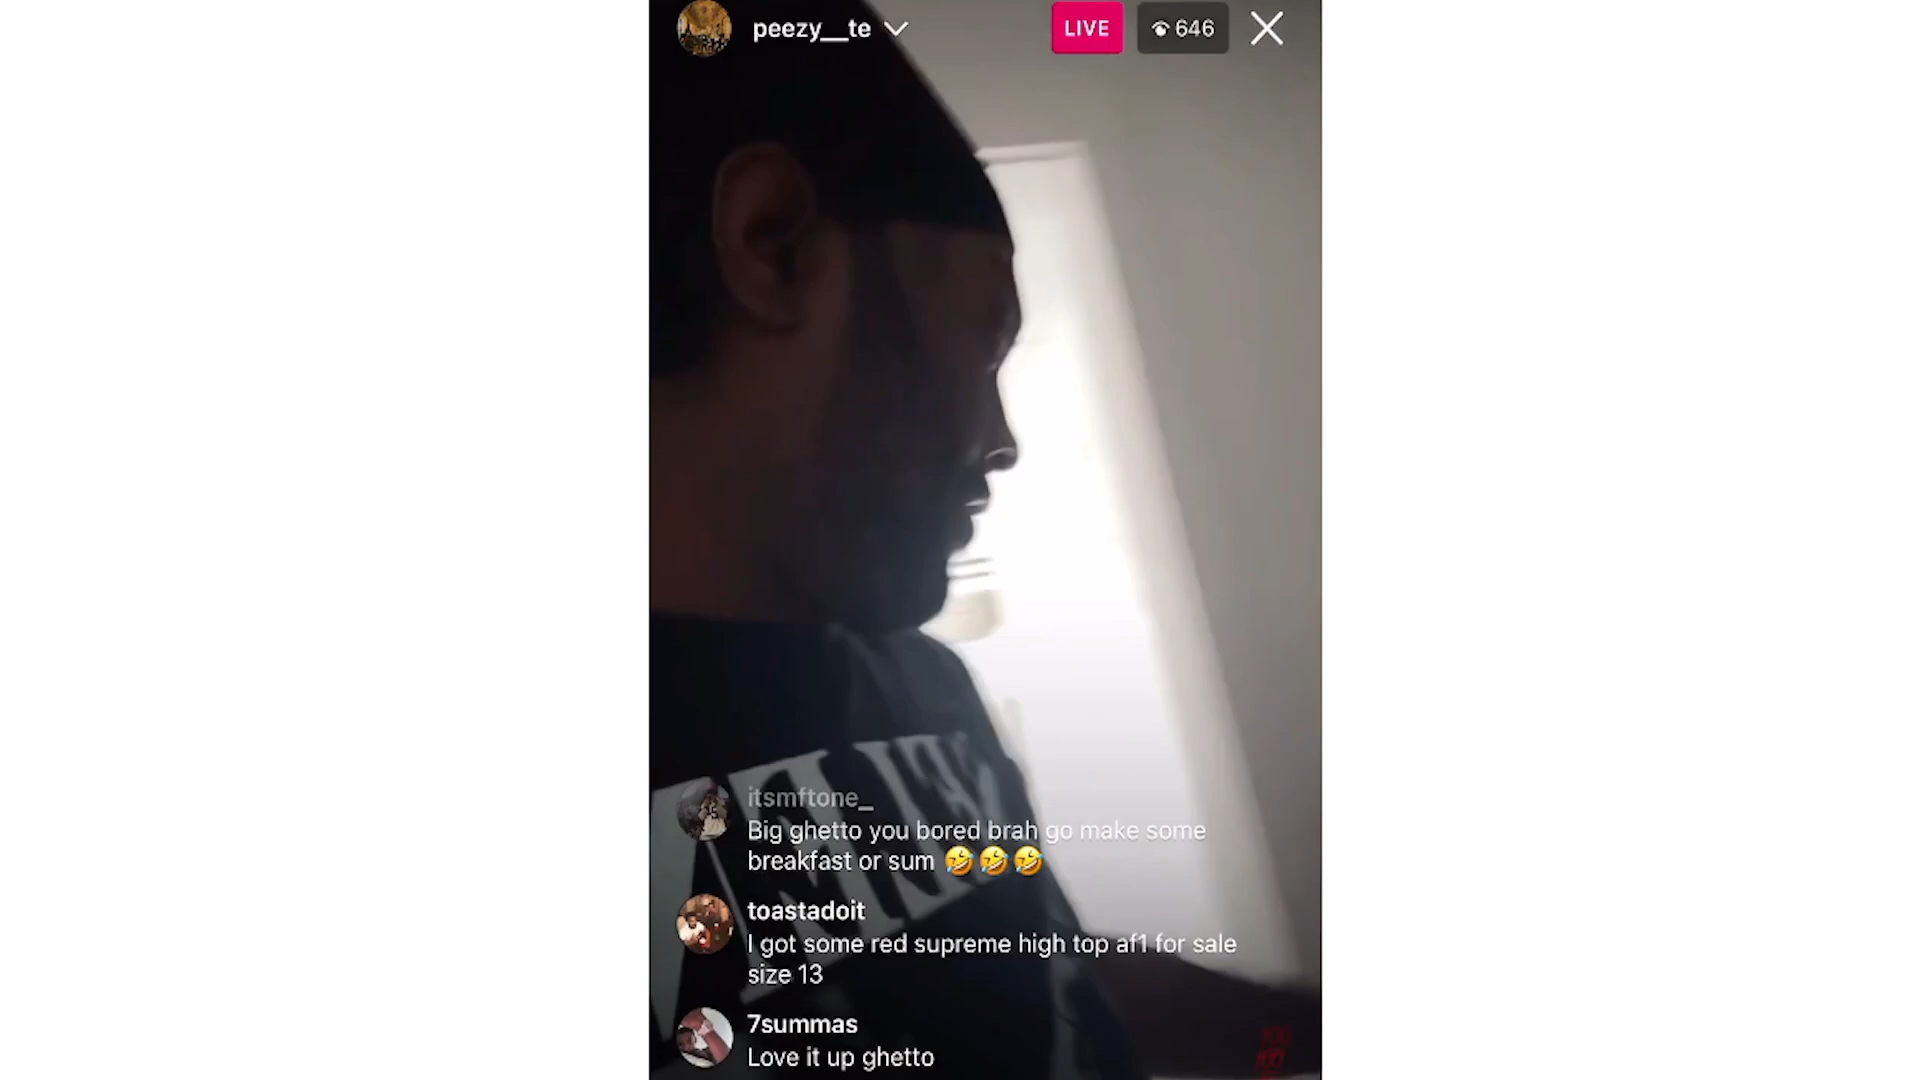 peezy__te
LIVE
646
itsmftone_
Big ghetto you bored brah go make some
breakfast or sum 🤣🤣🤣
toastadoit
I got some red supreme high top af1 for sale
size 13
7summas
Love it up ghetto